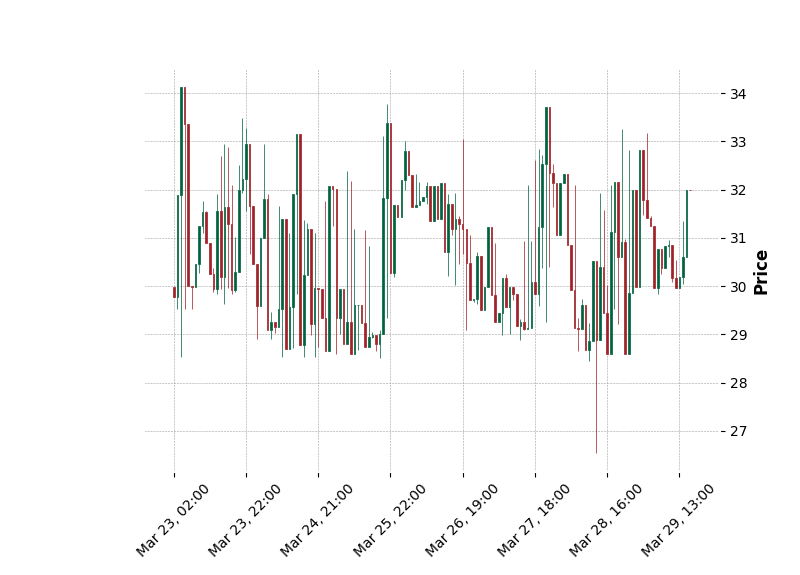 34
33
32
31
30
29
28
27
Price
Mar 23, 02:00
Mar 23, 22:00
Mar 24, 21:00
Mar 25, 22:00
Mar 26, 19:00
Mar 27, 18:00
Mar 28, 16:00
Mar 29, 13:00